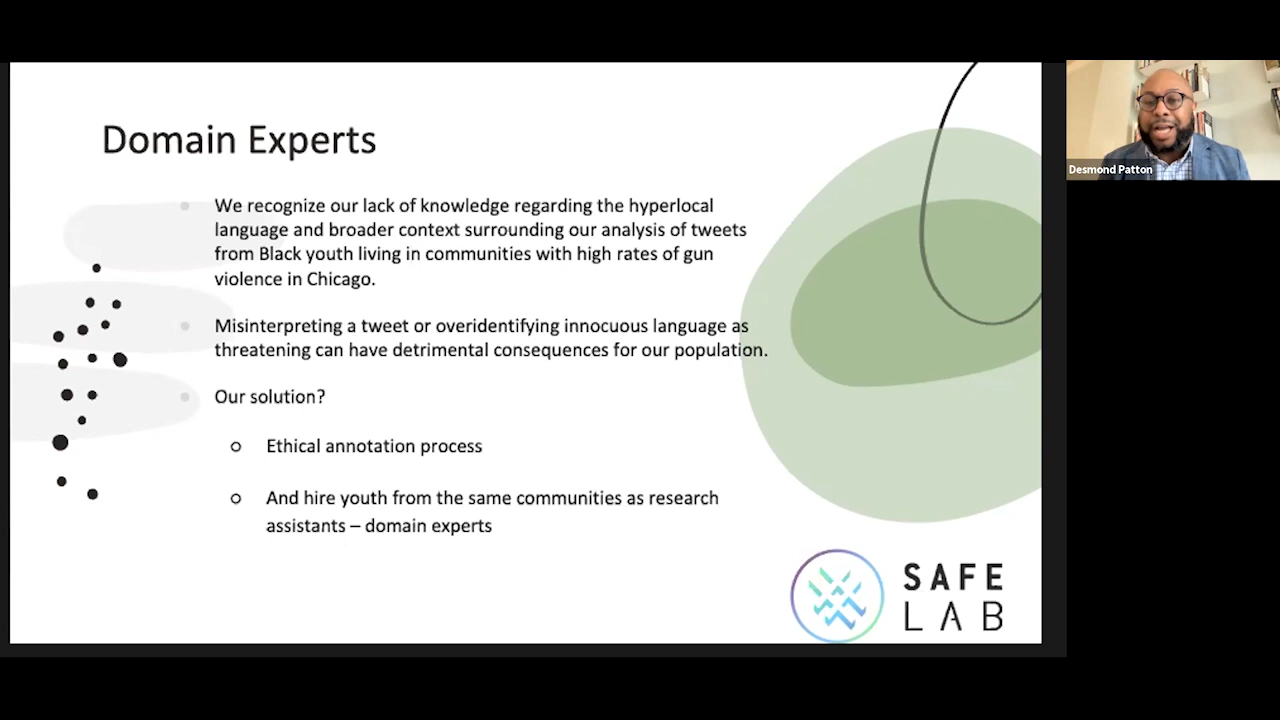 Domain Experts
We recognize our lack of knowledge regarding the hyperlocal
language and broader context surrounding our analysis of tweets
from Black youth living in communities with high rates of gun
violence in Chicago.
Misinterpreting a tweet or overidentifying innocuous language as
threatening can have detrimental consequences for our population.
Our solution?
Ethical annotation process
And hire youth from the same communities as research
assistants – domain experts
SAFE
LAB
Desmond Patton